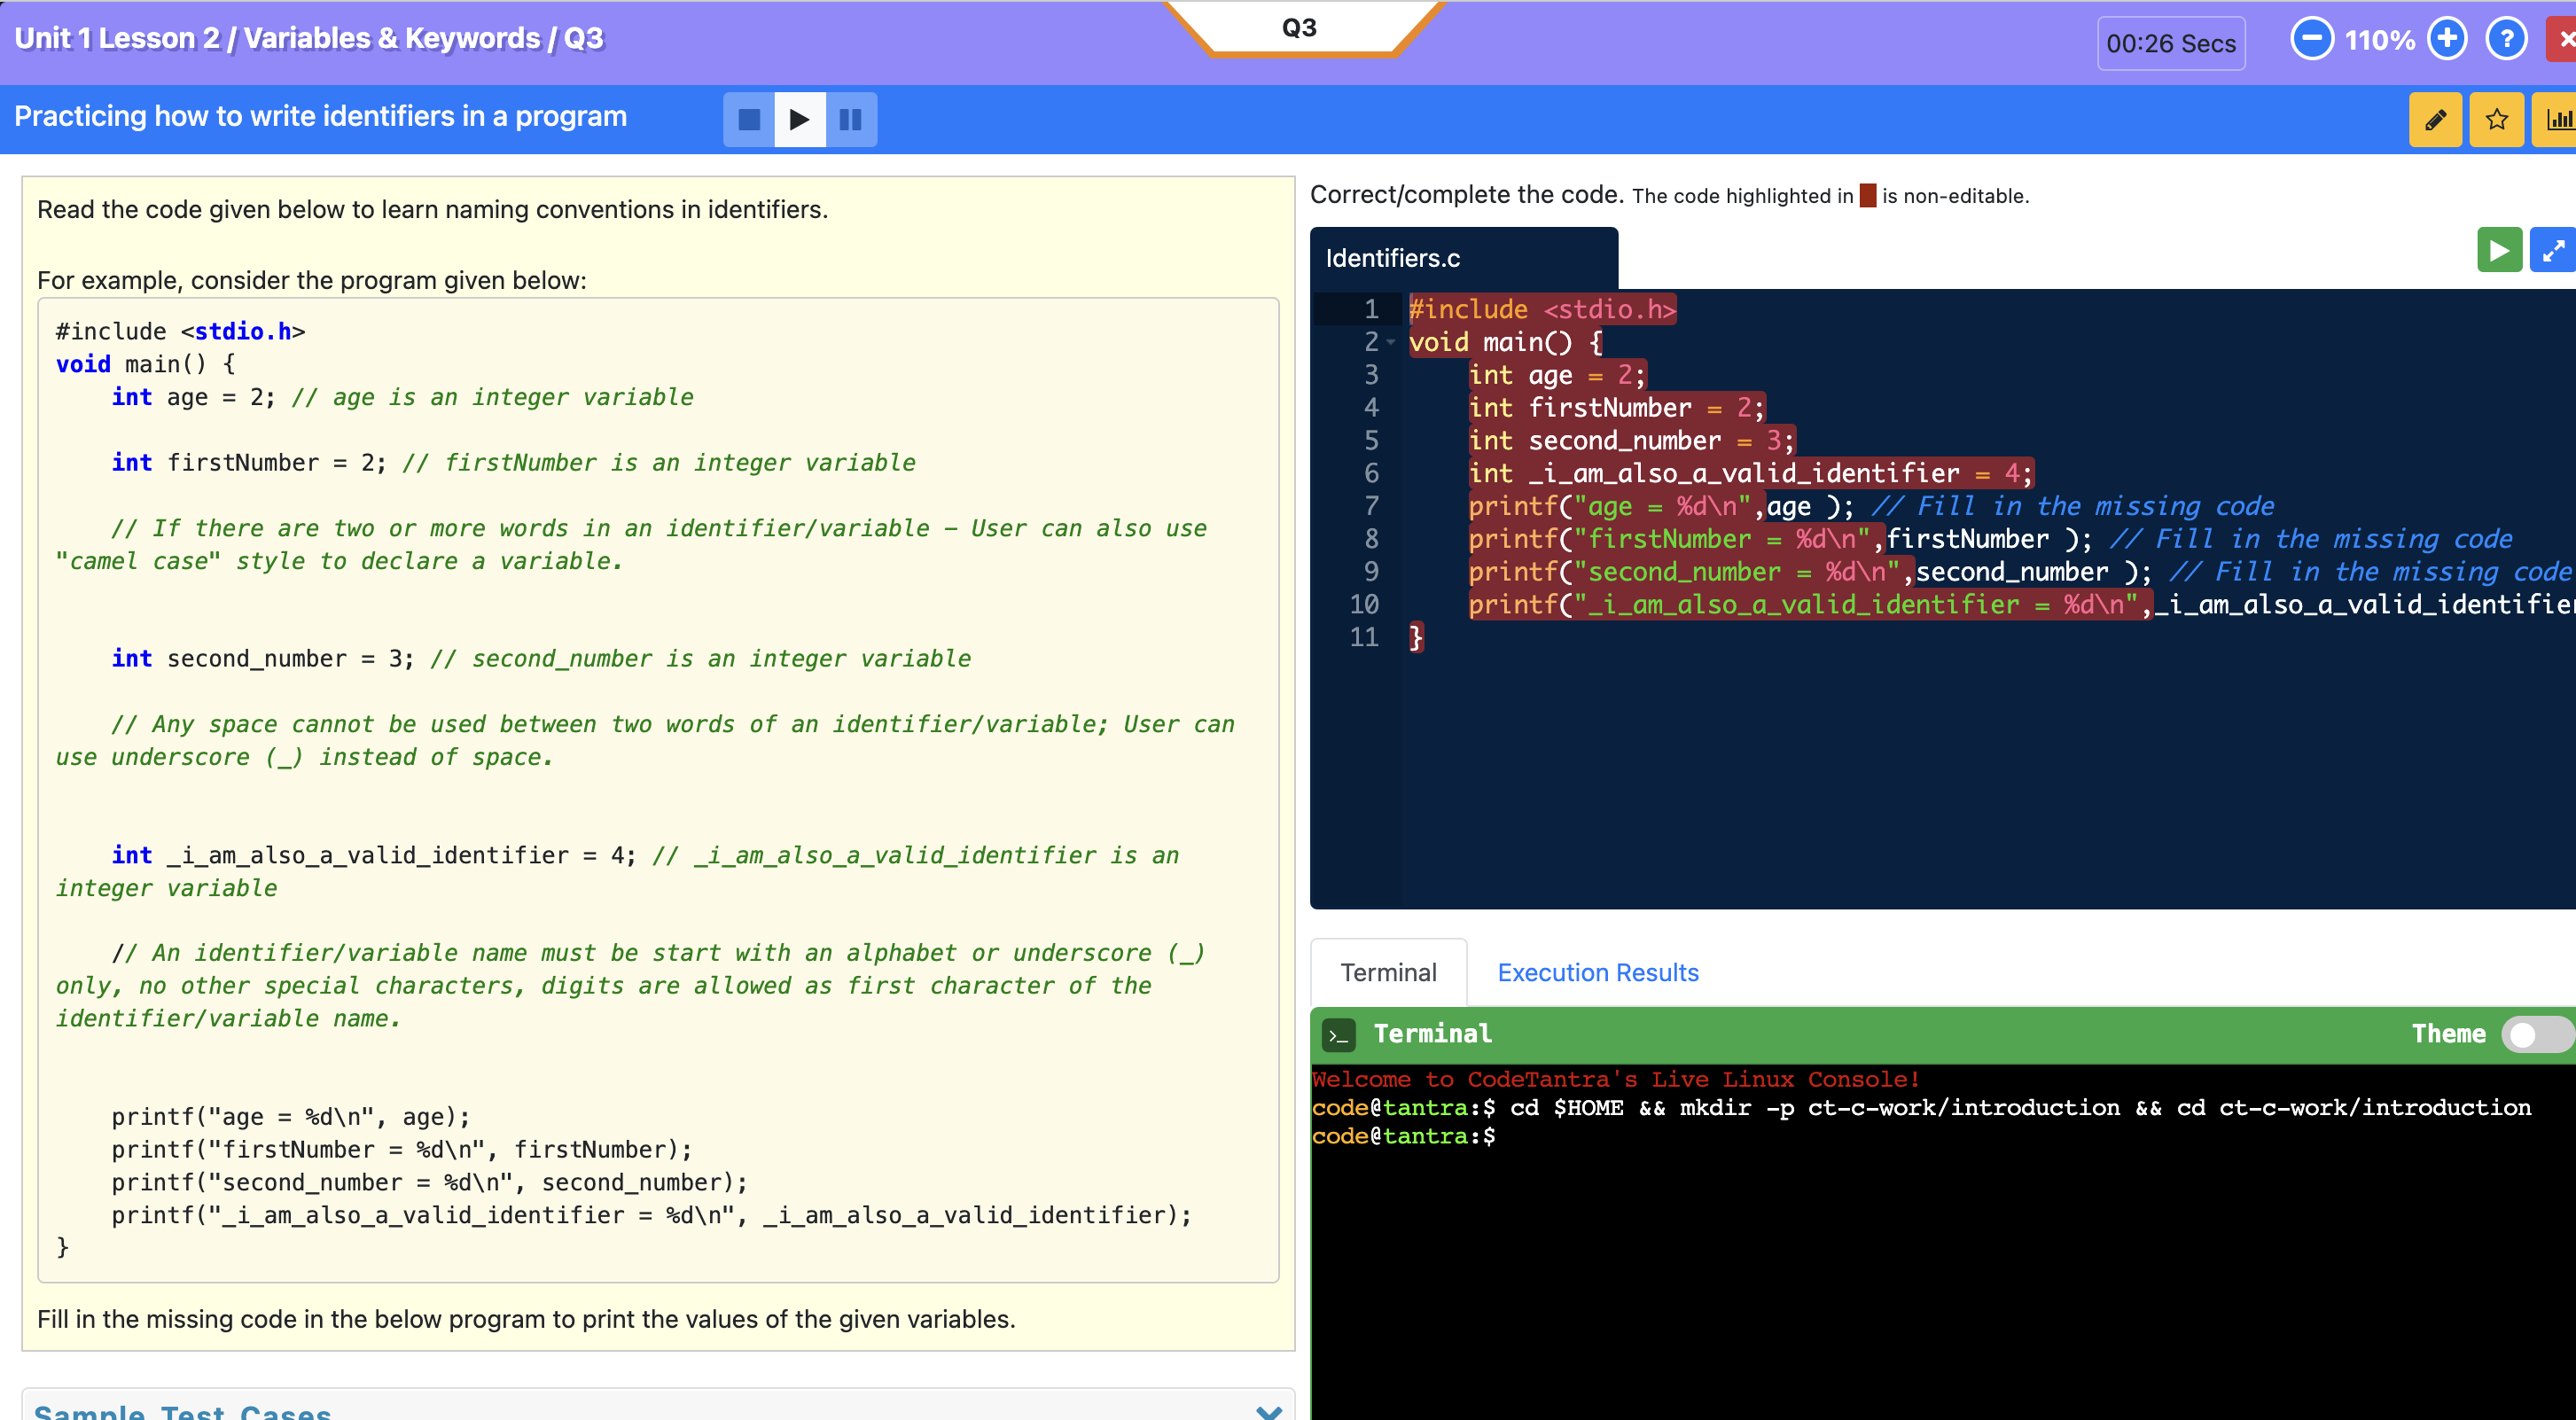 Unit 1 Lesson 2 / Variables & Keywords / Q3
Q3
00:26 Secs
110%
?
Practicing how to write identifiers in a program
Read the code given below to learn naming conventions in identifiers.
For example, consider the program given below:
#include <stdio.h>
void main() {
    int age = 2; // age is an integer variable
    int firstNumber = 2; // firstNumber is an integer variable
    // If there are two or more words in an identifier/variable – User can also use
"camel case" style to declare a variable.
    int second_number = 3; // second_number is an integer variable
    // Any space cannot be used between two words of an identifier/variable; User can
use underscore (_) instead of space.
    int _i_am_also_a_valid_identifier = 4; // _i_am_also_a_valid_identifier is an
integer variable
    // An identifier/variable name must be start with an alphabet or underscore (_)
only, no other special characters, digits are allowed as first character of the
identifier/variable name.
    printf("age = %d\n", age);
    printf("firstNumber = %d\n", firstNumber);
    printf("second_number = %d\n", second_number);
    printf("_i_am_also_a_valid_identifier = %d\n", _i_am_also_a_valid_identifier);
}
Fill in the missing code in the below program to print the values of the given variables.
Sample Test Cases
Correct/complete the code. The code highlighted in is non-editable.
Identifiers.c
1 #include <stdio.h>
2 void main() {
3     int age = 2;
4     int firstNumber = 2;
5     int second_number = 3;
6     int _i_am_also_a_valid_identifier = 4;
7     printf("age = %d\n",age ); // Fill in the missing code
8     printf("firstNumber = %d\n",firstNumber ); // Fill in the missing code
9     printf("second_number = %d\n",second_number ); // Fill in the missing code
10     printf("_i_am_also_a_valid_identifier = %d\n",_i_am_also_a_valid_identifier
11 }
Terminal
Execution Results
>_ Terminal
Theme
Welcome to CodeTantra's Live Linux Console!
code@tantra:$ cd $HOME && mkdir -p ct-c-work/introduction && cd ct-c-work/introduction
code@tantra:$